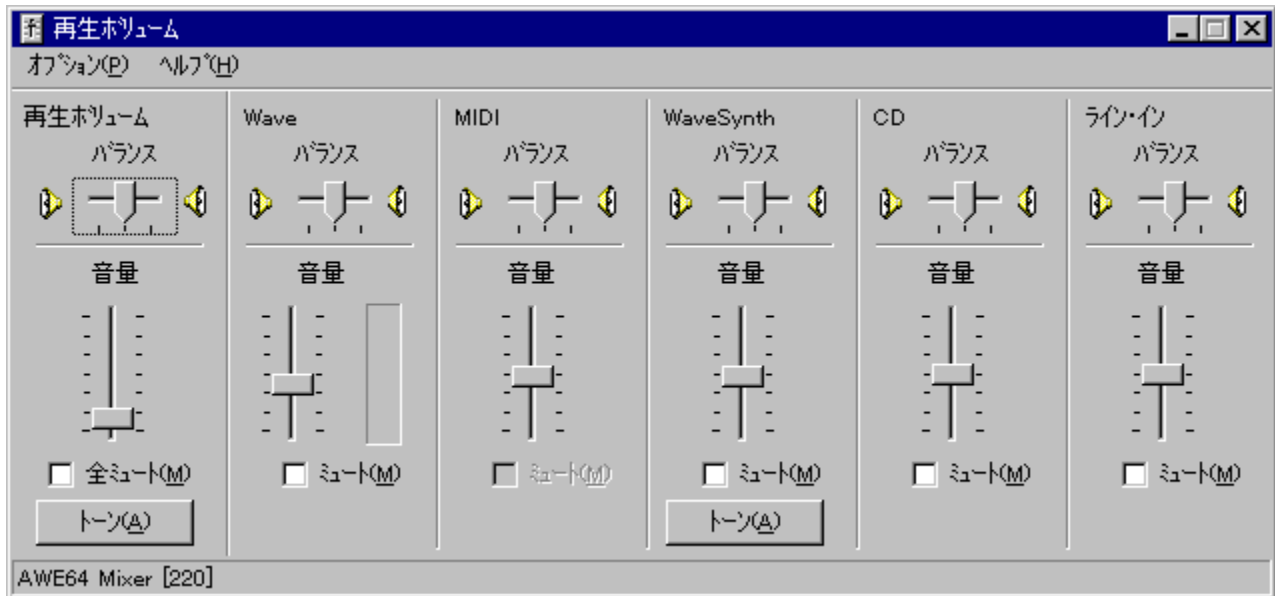 再生ボリューム
オプション(P) ヘルプ(H)
再生ボリューム
バランス
音量
全ミュート(M)
トーン(A)
Wave
バランス
音量
ミュート(M)
MIDI
バランス
音量
ミュート(M)
WaveSynth
バランス
音量
ミュート(M)
トーン(A)
CD
バランス
音量
ミュート(M)
ライン・イン
バランス
音量
ミュート(M)
AWE64 Mixer [220]